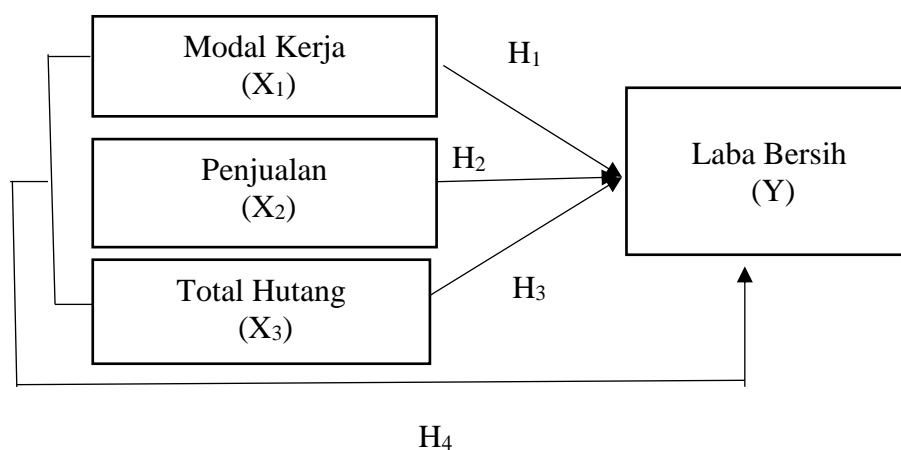 Modal Kerja
(X₁)
H₁
Penjualan
(X₂)
H₂
Laba Bersih
(Y)
Total Hutang
(X₃)
H₃
H₄